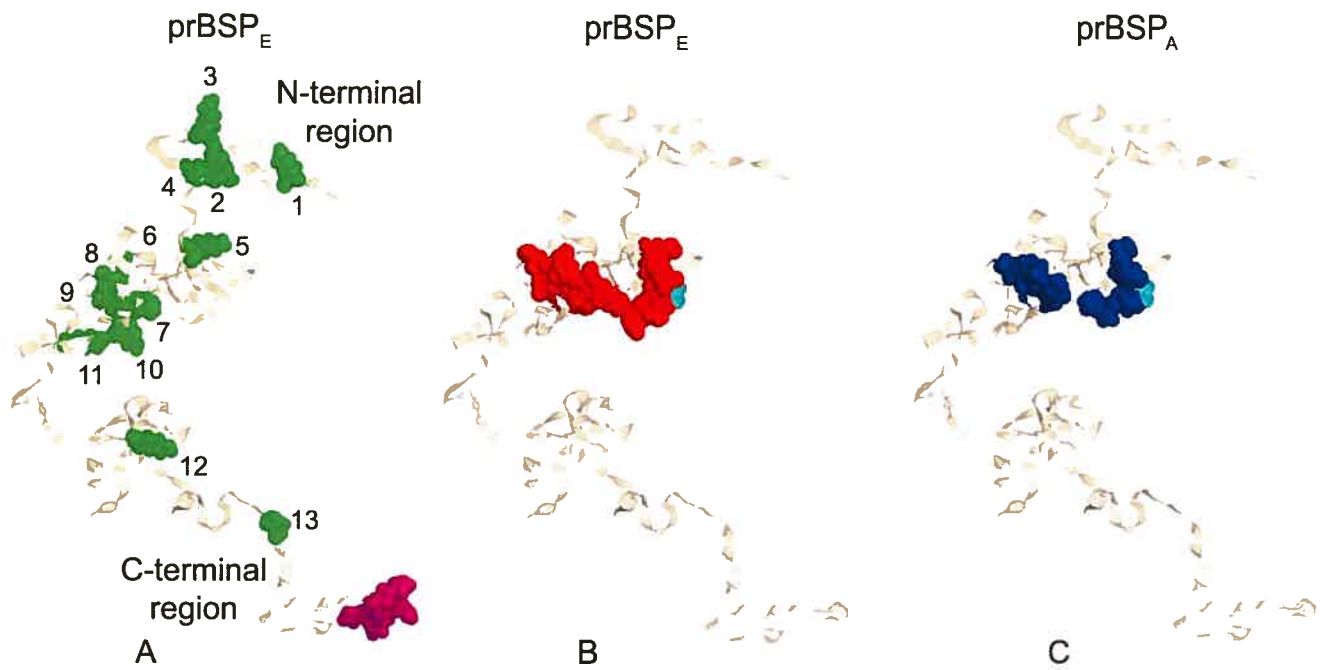 prBSPE
prBSPE
prBSPA
3
N-terminal
region
4
2
1
6
5
8
9
7
11
10
12
13
C-terminal
region
A
B
C